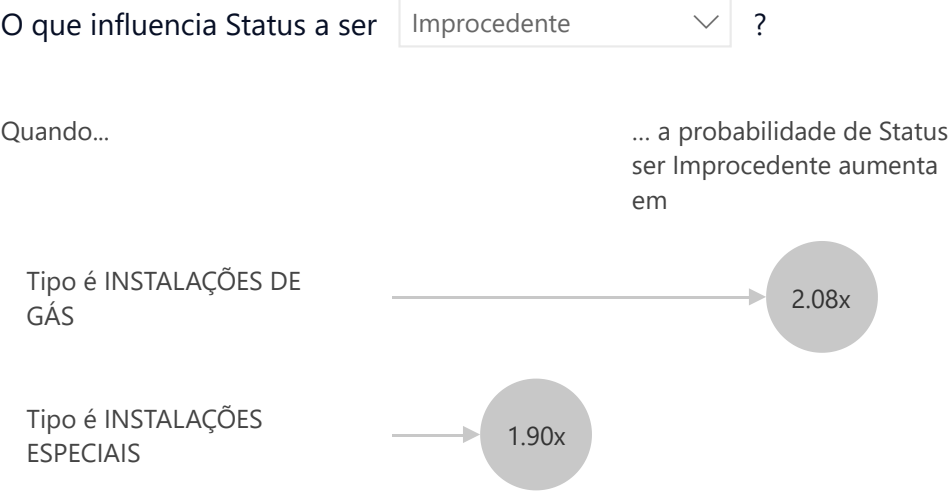 O que influencia Status a ser Improcedente ?
Quando...
... a probabilidade de Status
ser Improcedente aumenta
em
Tipo é INSTALAÇÕES DE
GÁS
2.08x
Tipo é INSTALAÇÕES
ESPECIAIS
1.90x